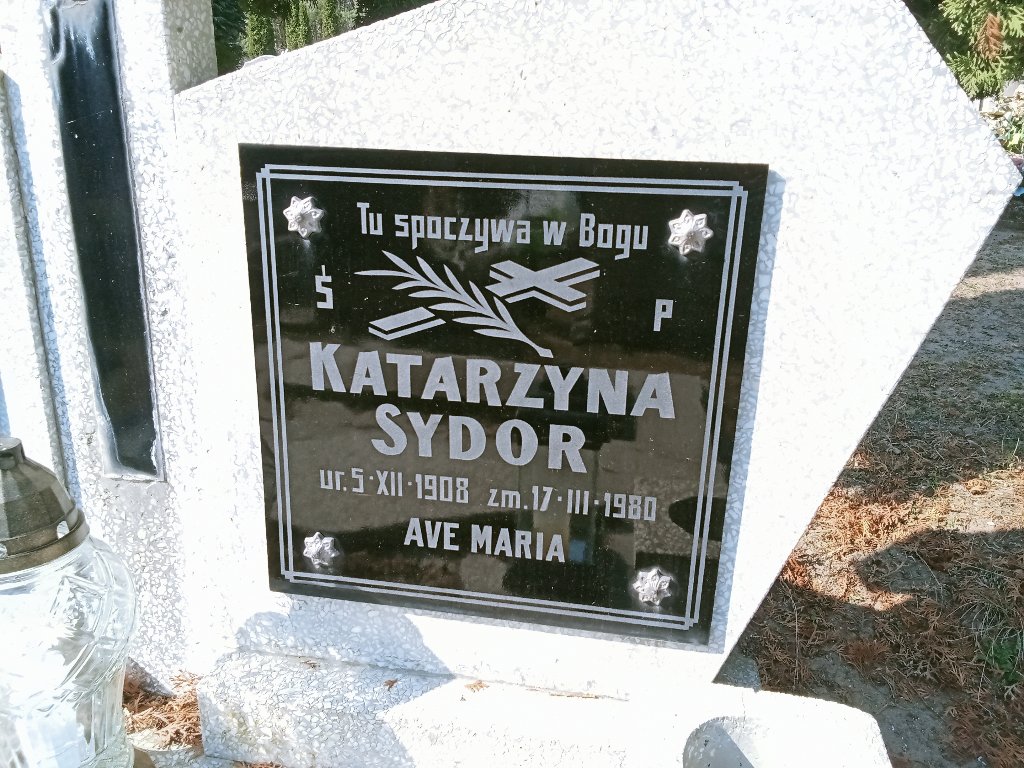 Tu spoczywa w Bogu
Ś P
KATARZYNA
SYDOR
ur. 5·XII·1908 zm. 17·III·1980
AVE MARIA